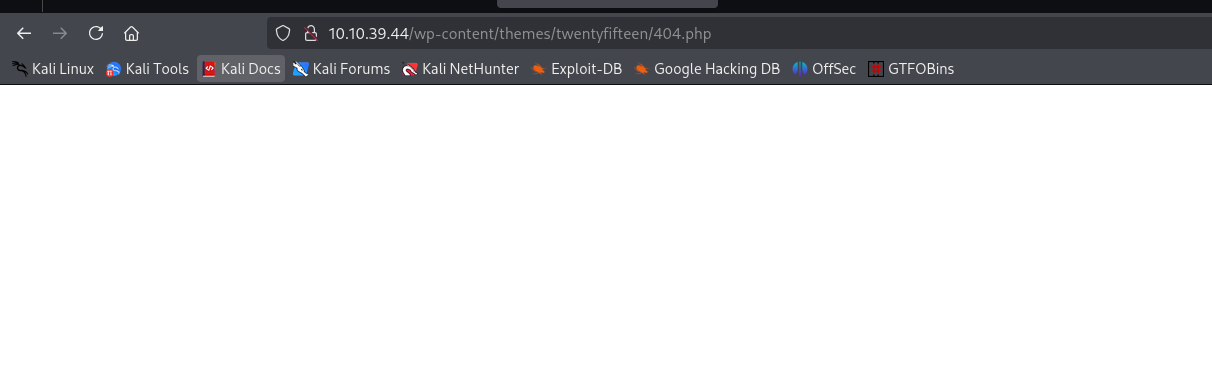 10.10.39.44/wp-content/themes/twentyfifteen/404.php
Kali Linux Kali Tools Kali Docs Kali Forums Kali NetHunter Exploit-DB Google Hacking DB OffSec GTFOBins